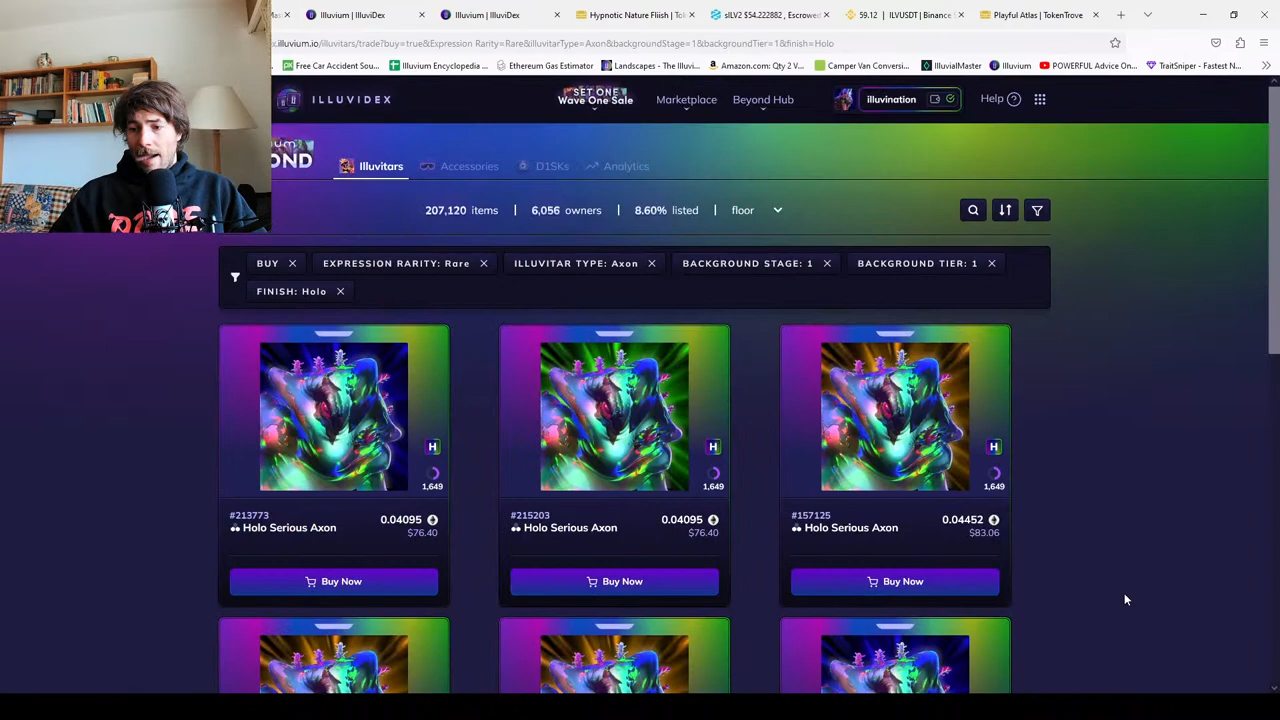 Illuvium | IlluviDex
Illuvium | IlluviDex
Hypnotic Nature Fliish | Tok
sILV2 $54.222882 , Escrowed
59.12 | ILVUSDT | Binance
Playful Atlas | TokenTrove
x.illuvium.io/illuvitars/trade?buy=true&Expression Rarity=Rare&illuvitarType=Axon&backgroundStage=1&backgroundTier=1&finish=Holo
Free Car Accident Sou...
Illuvium Encyclopedia ...
Ethereum Gas Estimator
Landscapes - The Illuvi...
Amazon.com: Qty 2 V...
Camper Van Conversi...
IlluvialMaster
Illuvium
POWERFUL Advice On...
TraitSniper - Fastest N...
ILLUVIDEX
SET ONE
Wave One Sale
Marketplace
Beyond Hub
illuvination
Help
Illuvitars
Accessories
D1SKs
Analytics
207,120 items | 6,056 owners | 8.60% listed | floor
BUY
EXPRESSION RARITY: Rare
ILLUVITAR TYPE: Axon
BACKGROUND STAGE: 1
BACKGROUND TIER: 1
FINISH: Holo
H
1,649
H
1,649
H
1,649
#213773
Holo Serious Axon
0.04095
$76.40
Buy Now
#215203
Holo Serious Axon
0.04095
$76.40
Buy Now
#157125
Holo Serious Axon
0.04452
$83.06
Buy Now